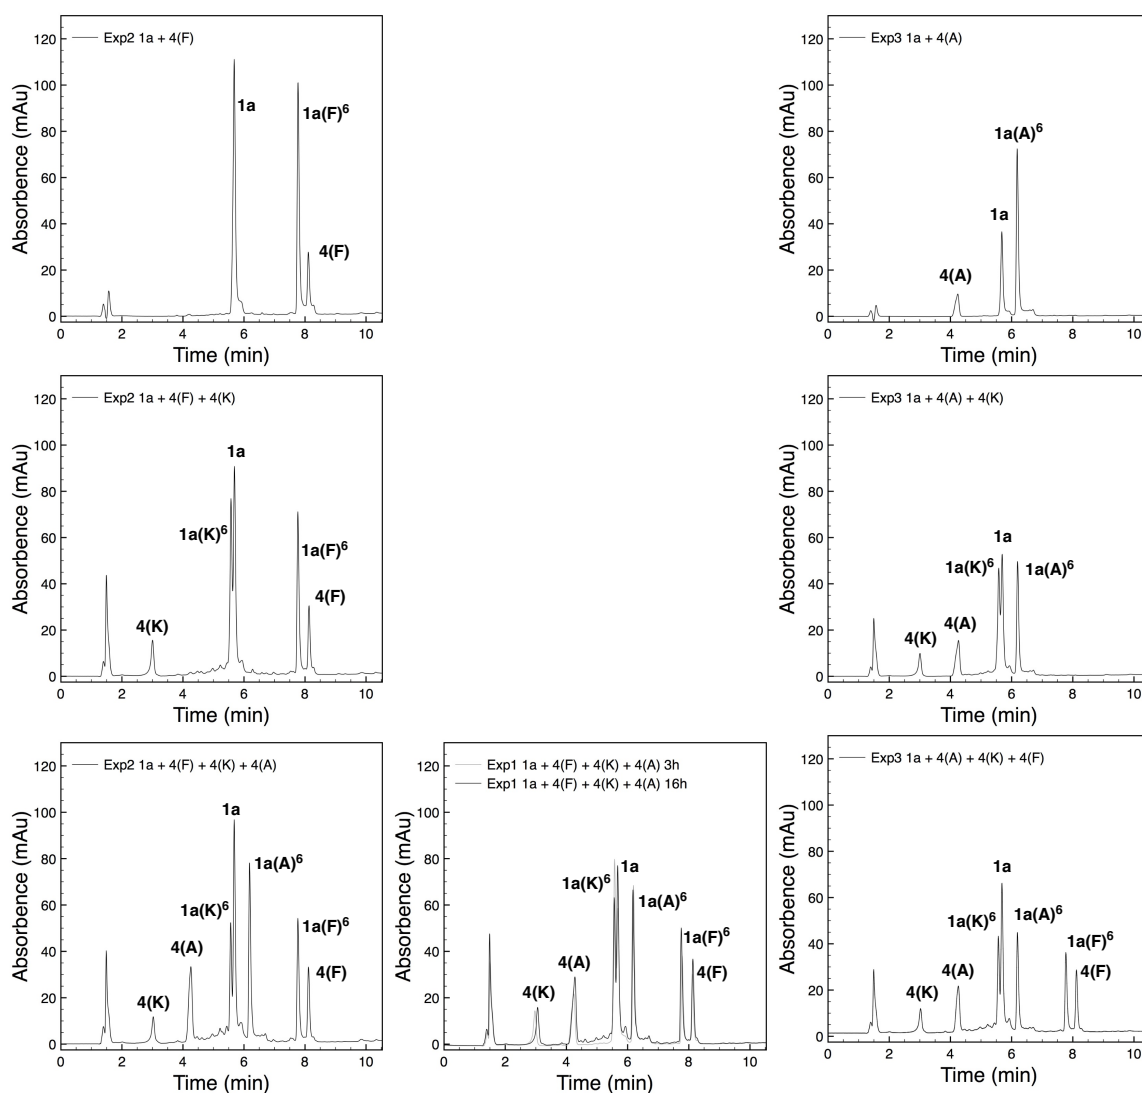 Exp2 1a + 4(F)
Absorbence (mAu)
120
100
80
60
40
20
0
1a
1a(F)⁶
4(F)
0 2 4 6 8 10
Time (min)
Exp3 1a + 4(A)
Absorbence (mAu)
120
100
80
60
40
20
0
1a(A)⁶
1a
4(A)
0 2 4 6 8 10
Time (min)
Exp2 1a + 4(F) + 4(K)
Absorbence (mAu)
120
100
80
60
40
20
0
1a
1a(K)⁶
1a(F)⁶
4(F)
4(K)
0 2 4 6 8 10
Time (min)
Exp3 1a + 4(A) + 4(K)
Absorbence (mAu)
120
100
80
60
40
20
0
1a
1a(K)⁶
1a(A)⁶
4(A)
4(K)
0 2 4 6 8 10
Time (min)
Exp2 1a + 4(F) + 4(K) + 4(A)
Absorbence (mAu)
120
100
80
60
40
20
0
1a
1a(A)⁶
1a(K)⁶
1a(F)⁶
4(A)
4(F)
4(K)
0 2 4 6 8 10
Time (min)
Exp1 1a + 4(F) + 4(K) + 4(A) 3h
Exp1 1a + 4(F) + 4(K) + 4(A) 16h
Absorbence (mAu)
120
100
80
60
40
20
0
1a
1a(K)⁶
1a(A)⁶
1a(F)⁶
4(A)
4(F)
4(K)
0 2 4 6 8 10
Time (min)
Exp3 1a + 4(A) + 4(K) + 4(F)
Absorbence (mAu)
120
100
80
60
40
20
0
1a
1a(K)⁶
1a(A)⁶
1a(F)⁶
4(A)
4(F)
4(K)
0 2 4 6 8 10
Time (min)